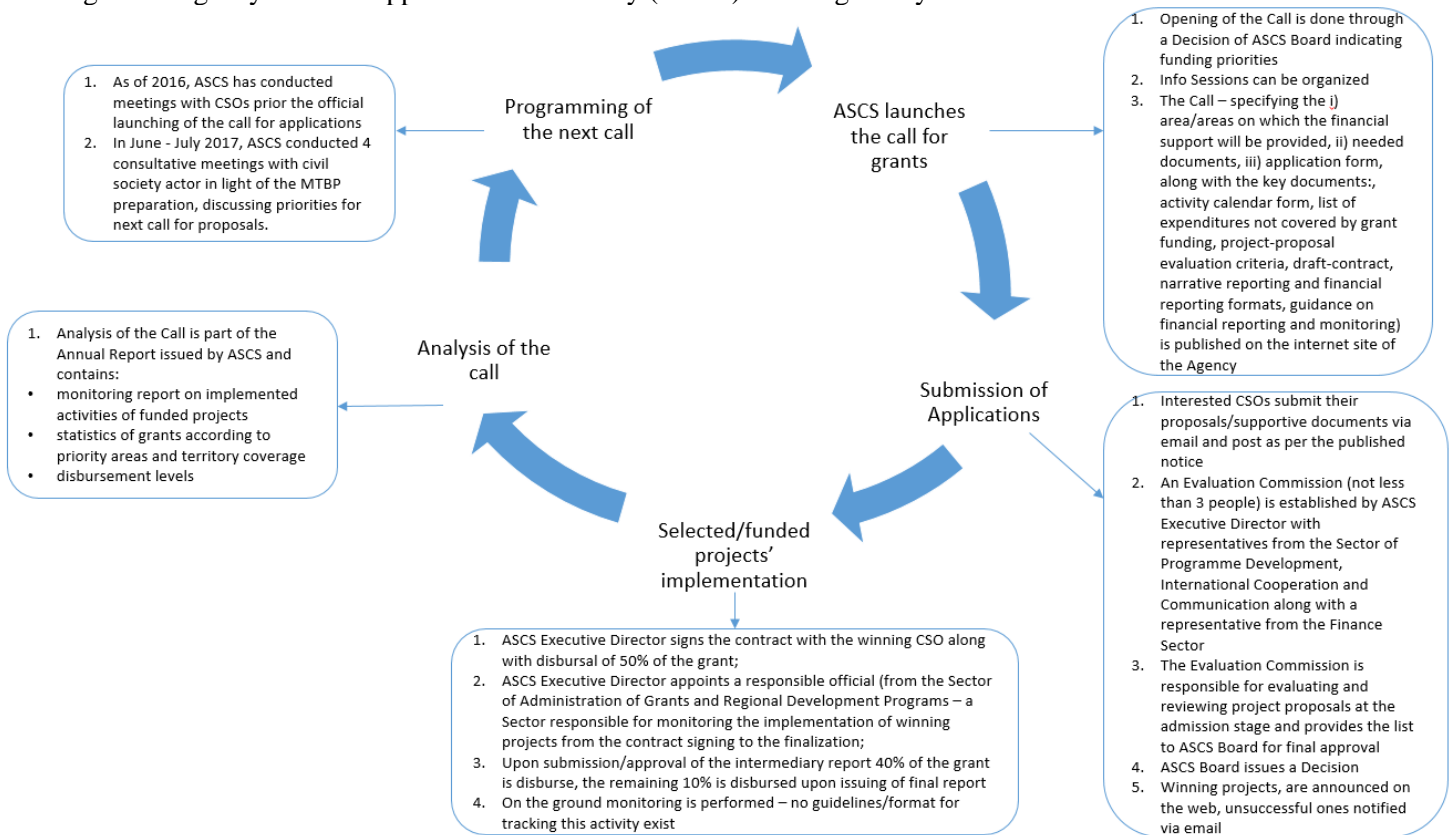 Programming of
the next call
ASCS launches
the call for
grants
Submission of
Applications
Selected/funded
projects’
implementation
Analysis of the
call
1. As of 2016, ASCS has conducted
meetings with CSOs prior the official
launching of the call for applications
2. In June - July 2017, ASCS conducted 4
consultative meetings with civil
society actor in light of the MTBP
preparation, discussing priorities for
next call for proposals.
1. Opening of the Call is done through
a Decision of ASCS Board indicating
funding priorities
2. Info Sessions can be organized
3. The Call – specifying the i)
area/areas on which the financial
support will be provided, ii) needed
documents, iii) application form,
along with the key documents:,
activity calendar form, list of
expenditures not covered by grant
funding, project-proposal
evaluation criteria, draft-contract,
narrative reporting and financial
reporting formats, guidance on
financial reporting and monitoring)
is published on the internet site of
the Agency
1. Interested CSOs submit their
proposals/supportive documents via
email and post as per the published
notice
2. An Evaluation Commission (not less
than 3 people) is established by ASCS
Executive Director with
representatives from the Sector of
Programme Development,
International Cooperation and
Communication along with a
representative from the Finance
Sector
3. The Evaluation Commission is
responsible for evaluating and
reviewing project proposals at the
admission stage and provides the list
to ASCS Board for final approval
4. ASCS Board issues a Decision
5. Winning projects, are announced on
the web, unsuccessful ones notified
via email
1. ASCS Executive Director signs the contract with the winning CSO along
with disbursal of 50% of the grant;
2. ASCS Executive Director appoints a responsible official (from the Sector
of Administration of Grants and Regional Development Programs – a
Sector responsible for monitoring the implementation of winning
projects from the contract signing to the finalization;
3. Upon submission/approval of the intermediary report 40% of the grant
is disburse, the remaining 10% is disbursed upon issuing of final report
4. On the ground monitoring is performed – no guidelines/format for
tracking this activity exist
1. Analysis of the Call is part of the
Annual Report issued by ASCS and
contains:
• monitoring report on implemented
activities of funded projects
• statistics of grants according to
priority areas and territory coverage
• disbursement levels